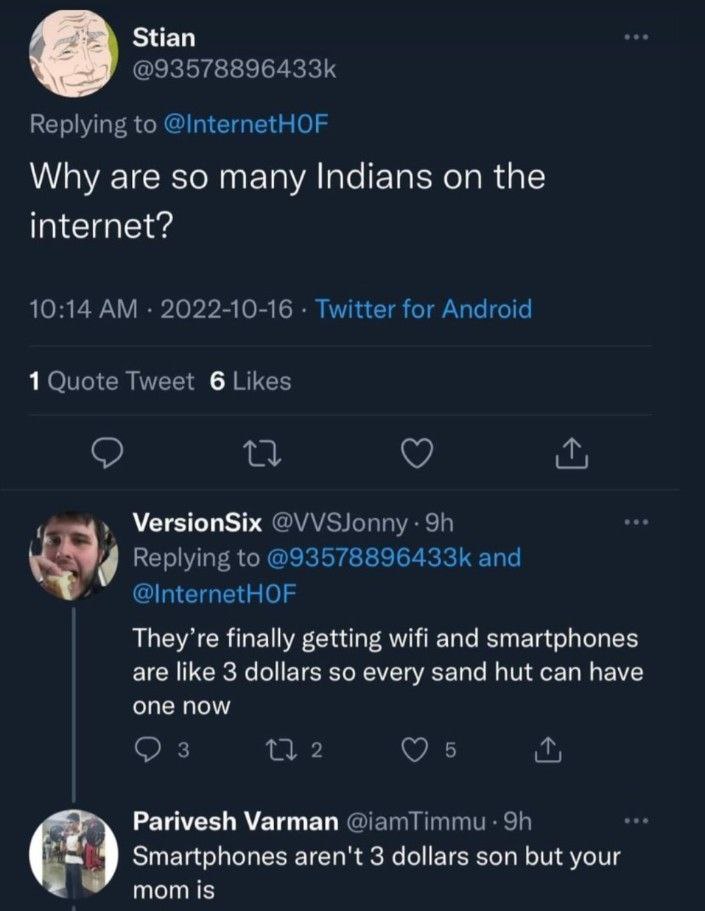 Stian
@93578896433k
Replying to @InternetHOF
Why are so many Indians on the
internet?
10:14 AM · 2022-10-16 · Twitter for Android
1 Quote Tweet 6 Likes
VersionSix @VVSJonny · 9h
Replying to @93578896433k and
@InternetHOF
They’re finally getting wifi and smartphones
are like 3 dollars so every sand hut can have
one now
3 2 5
Parivesh Varman @iamTimmu · 9h
Smartphones aren't 3 dollars son but your
mom is